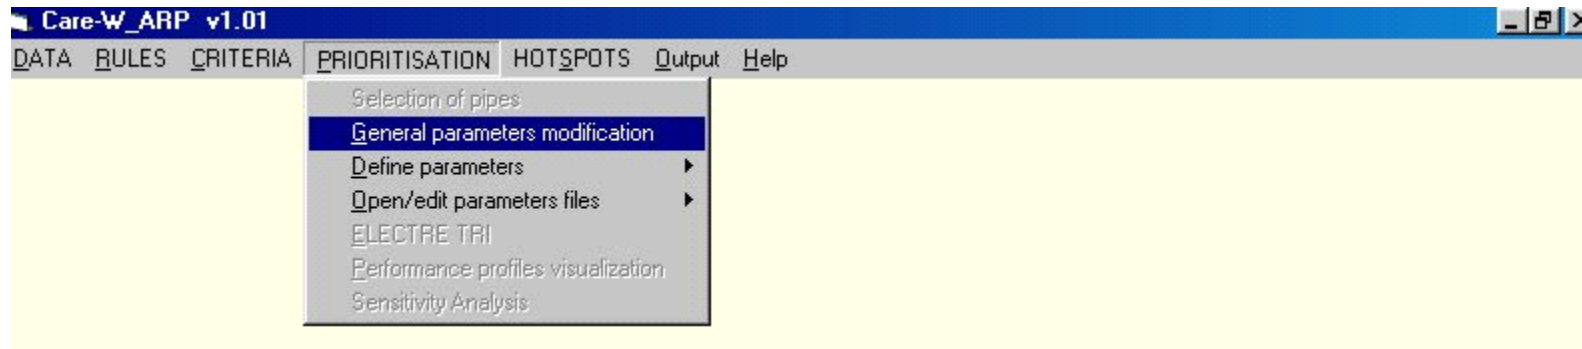 Care-W_ARP v1.01
DATA RULES CRITERIA PRIORITISATION HOTSPOTS Output Help
Selection of pipes
General parameters modification
Define parameters
Open/edit parameters files
ELECTRE TRI
Performance profiles visualization
Sensitivity Analysis